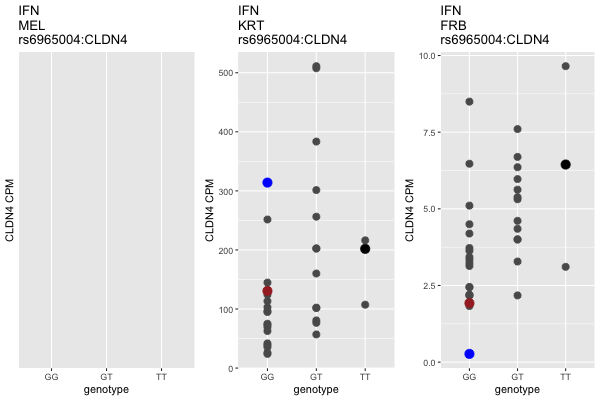 IFN
MEL
rs6965004:CLDN4
CLDN4 CPM
GG GT TT
genotype
IFN
KRT
rs6965004:CLDN4
CLDN4 CPM
500
400
300
200
100
0
GG GT TT
genotype
IFN
FRB
rs6965004:CLDN4
CLDN4 CPM
10.0
7.5
5.0
2.5
0.0
GG GT TT
genotype